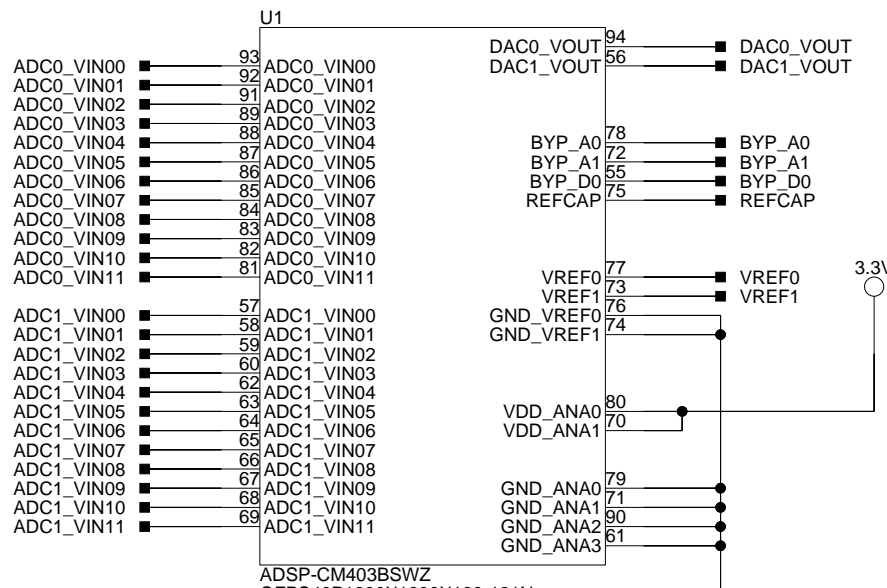 U1
ADC0_VIN00 93 ADC0_VIN00
ADC0_VIN01 92 ADC0_VIN01
ADC0_VIN02 91 ADC0_VIN02
ADC0_VIN03 89 ADC0_VIN03
ADC0_VIN04 88 ADC0_VIN04
ADC0_VIN05 87 ADC0_VIN05
ADC0_VIN06 86 ADC0_VIN06
ADC0_VIN07 85 ADC0_VIN07
ADC0_VIN08 84 ADC0_VIN08
ADC0_VIN09 83 ADC0_VIN09
ADC0_VIN10 82 ADC0_VIN10
ADC0_VIN11 81 ADC0_VIN11
ADC1_VIN00 57 ADC1_VIN00
ADC1_VIN01 58 ADC1_VIN01
ADC1_VIN02 59 ADC1_VIN02
ADC1_VIN03 60 ADC1_VIN03
ADC1_VIN04 62 ADC1_VIN04
ADC1_VIN05 63 ADC1_VIN05
ADC1_VIN06 64 ADC1_VIN06
ADC1_VIN07 65 ADC1_VIN07
ADC1_VIN08 66 ADC1_VIN08
ADC1_VIN09 67 ADC1_VIN09
ADC1_VIN10 68 ADC1_VIN10
ADC1_VIN11 69 ADC1_VIN11
DAC0_VOUT 94 DAC0_VOUT
DAC1_VOUT 56 DAC1_VOUT
BYP_A0 78 BYP_A0
BYP_A1 72 BYP_A1
BYP_D0 55 BYP_D0
REFCAP 75 REFCAP
VREF0 77 VREF0
VREF1 73 VREF1
GND_VREF0 76
GND_VREF1 74
3.3V
VDD_ANA0 80
VDD_ANA1 70
GND_ANA0 79
GND_ANA1 71
GND_ANA2 90
GND_ANA3 61
ADSP-CM403BSWZ